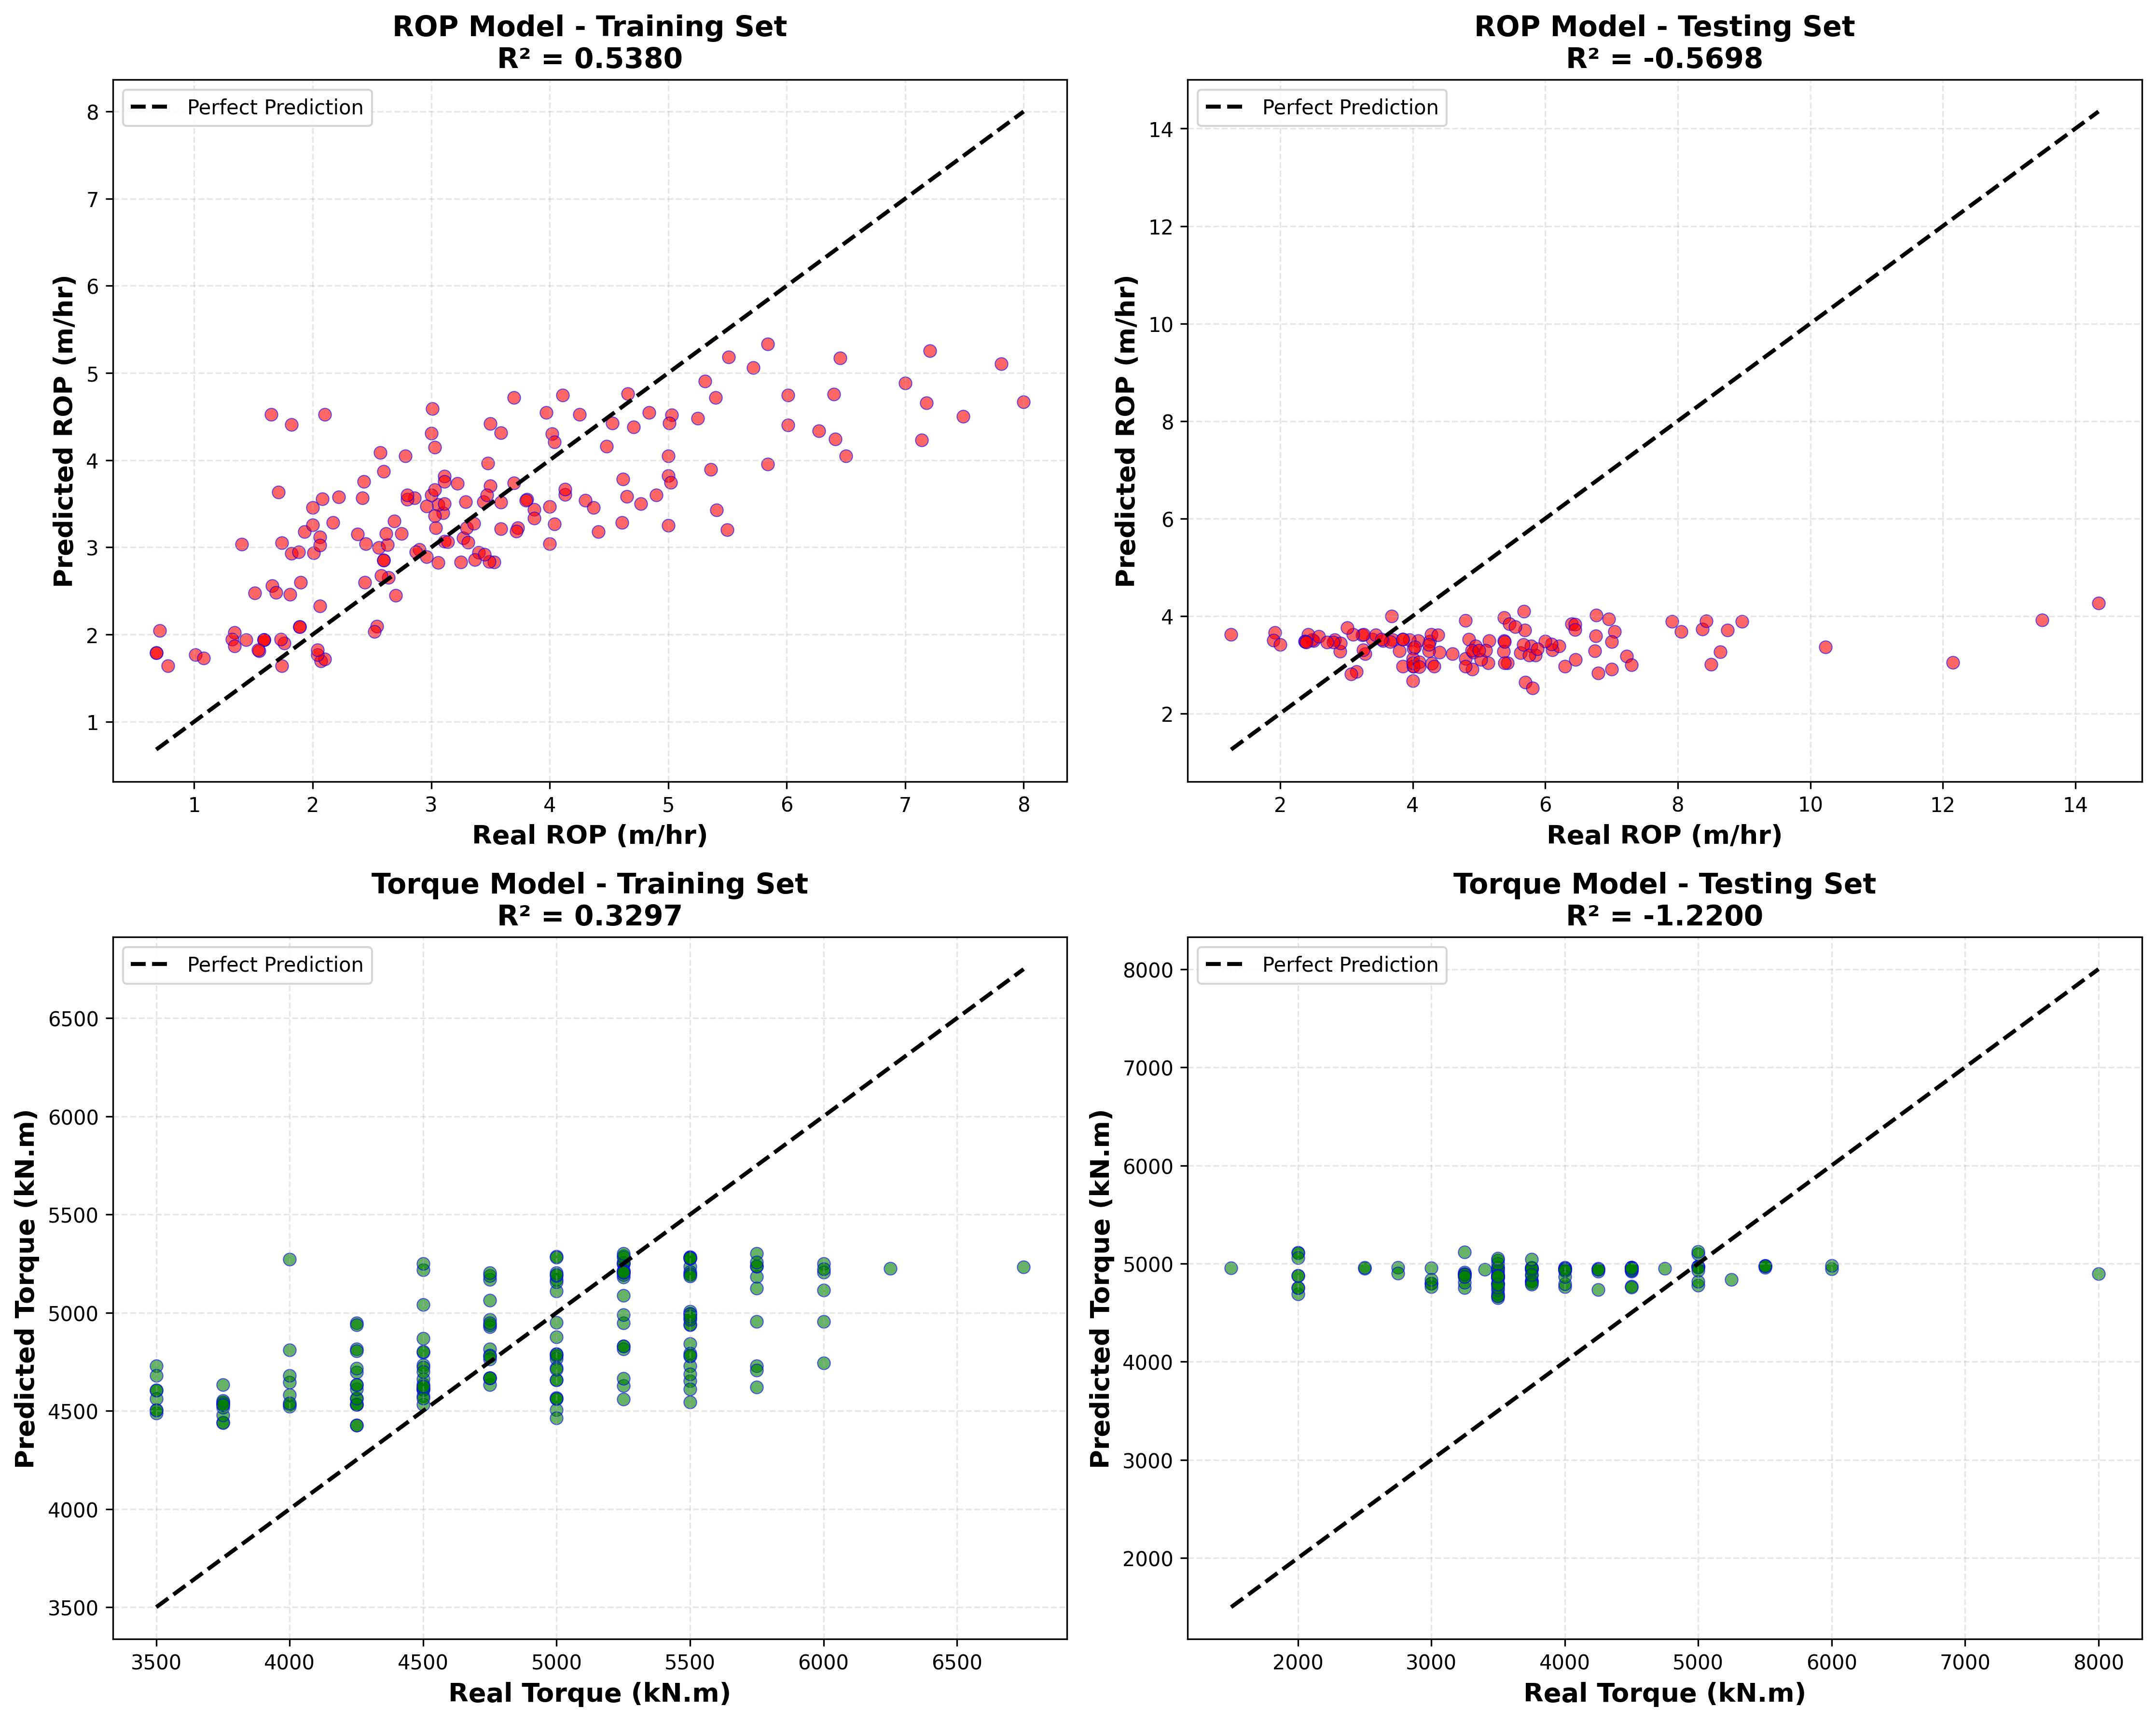 ROP Model - Training Set
R² = 0.5380
Perfect Prediction
8
7
6
5
4
3
2
1
Predicted ROP (m/hr)
1 2 3 4 5 6 7 8
Real ROP (m/hr)
ROP Model - Testing Set
R² = -0.5698
Perfect Prediction
14
12
10
8
6
4
2
Predicted ROP (m/hr)
2 4 6 8 10 12 14
Real ROP (m/hr)
Torque Model - Training Set
R² = 0.3297
Perfect Prediction
6500
6000
5500
5000
4500
4000
3500
Predicted Torque (kN.m)
3500 4000 4500 5000 5500 6000 6500
Real Torque (kN.m)
Torque Model - Testing Set
R² = -1.2200
Perfect Prediction
8000
7000
6000
5000
4000
3000
2000
Predicted Torque (kN.m)
2000 3000 4000 5000 6000 7000 8000
Real Torque (kN.m)